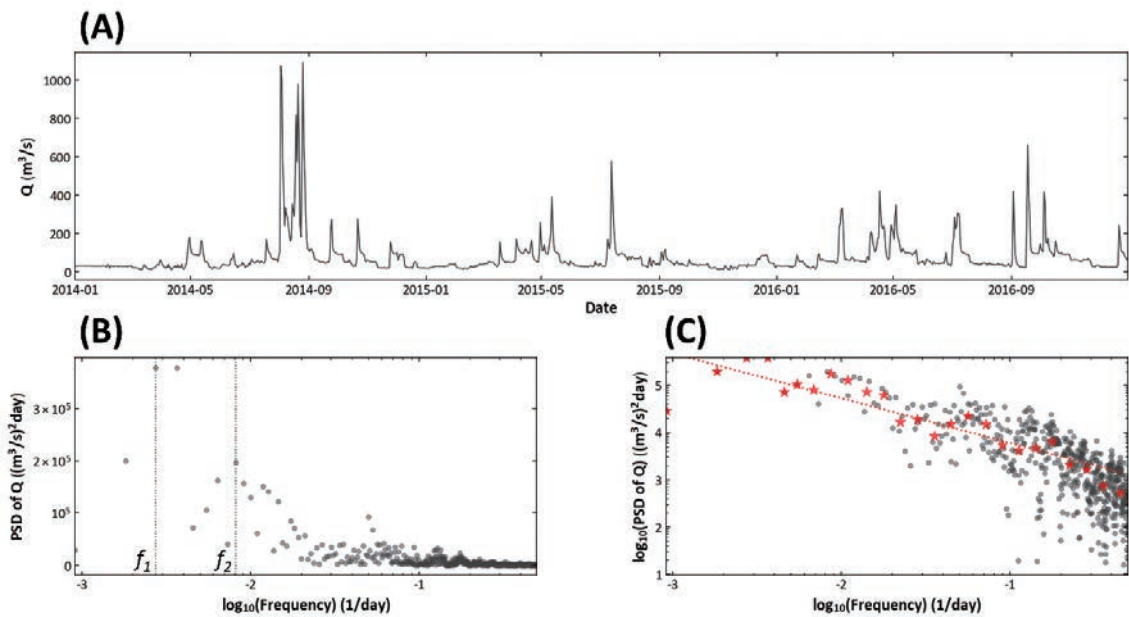 (A)
1000
800
600
400
200
0
Q (m³/s)
2014-01 2014-05 2014-09 2015-01 2015-05 2015-09 2016-01 2016-05 2016-09
Date
(B)
3×10⁵
2×10⁵
10⁵
0
PSD of Q ((m³/s)²day)
f₁ f₂
-3 -2 -1
log₁₀(Frequency) (1/day)
(C)
5
4
3
2
1
log₁₀(PSD of Q) ((m³/s)²day)
-3 -2 -1
log₁₀(Frequency) (1/day)